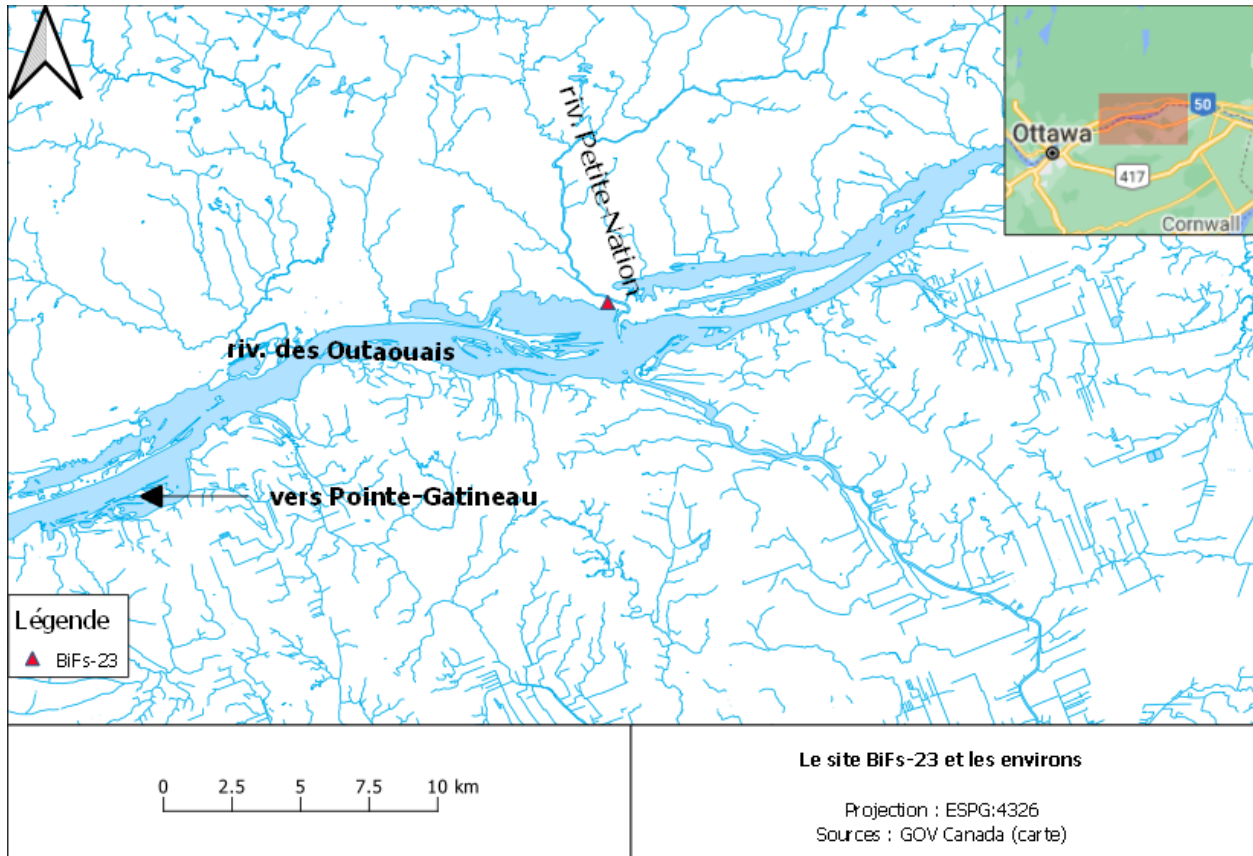 riv. Petite-Nation
50
Ottawa
417
Cornwall
riv. des Outaouais
vers Pointe-Gatineau
Légende
BiFs-23
0 2.5 5 7.5 10 km
Le site BiFs-23 et les environs
Projection : ESPG:4326
Sources : GOV Canada (carte)